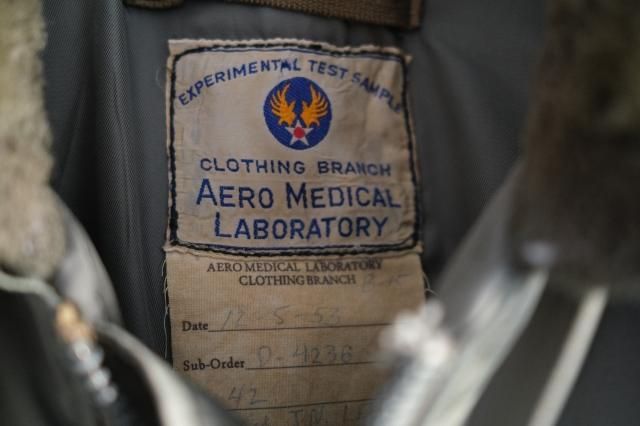 EXPERIMENTAL TEST SAMPLE
CLOTHING BRANCH
AERO MEDICAL
LABORATORY
AERO MEDICAL LABORATORY
CLOTHING BRANCH
Date 12-5-53
Sub-Order O-4236
42